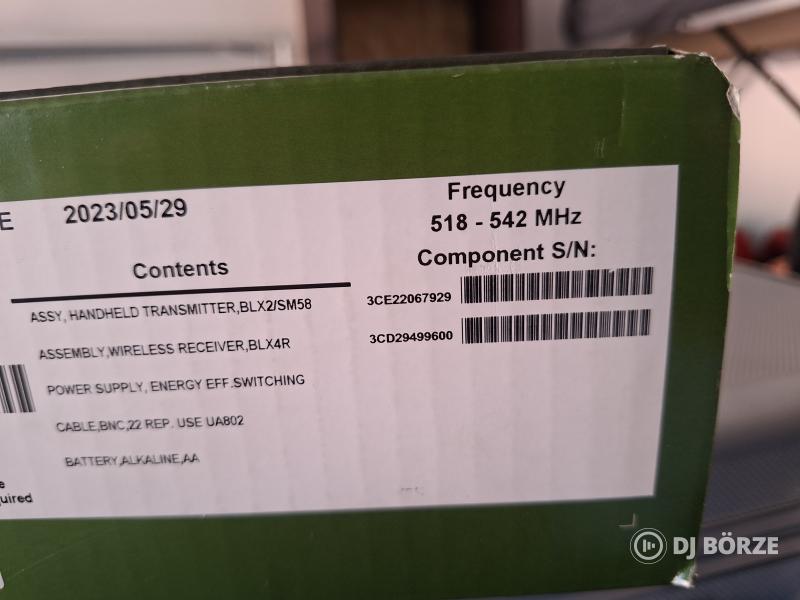 E 2023/05/29
Frequency
518 - 542 MHz
Component S/N:
3CE22067929
3CD29499600
Contents
ASSY, HANDHELD TRANSMITTER,BLX2/SM58
ASSEMBLY,WIRELESS RECEIVER,BLX4R
POWER SUPPLY, ENERGY EFF.SWITCHING
CABLE,BNC,22 REP. USE UA802
BATTERY,ALKALINE,AA
e
uired
DJ BÖRZE